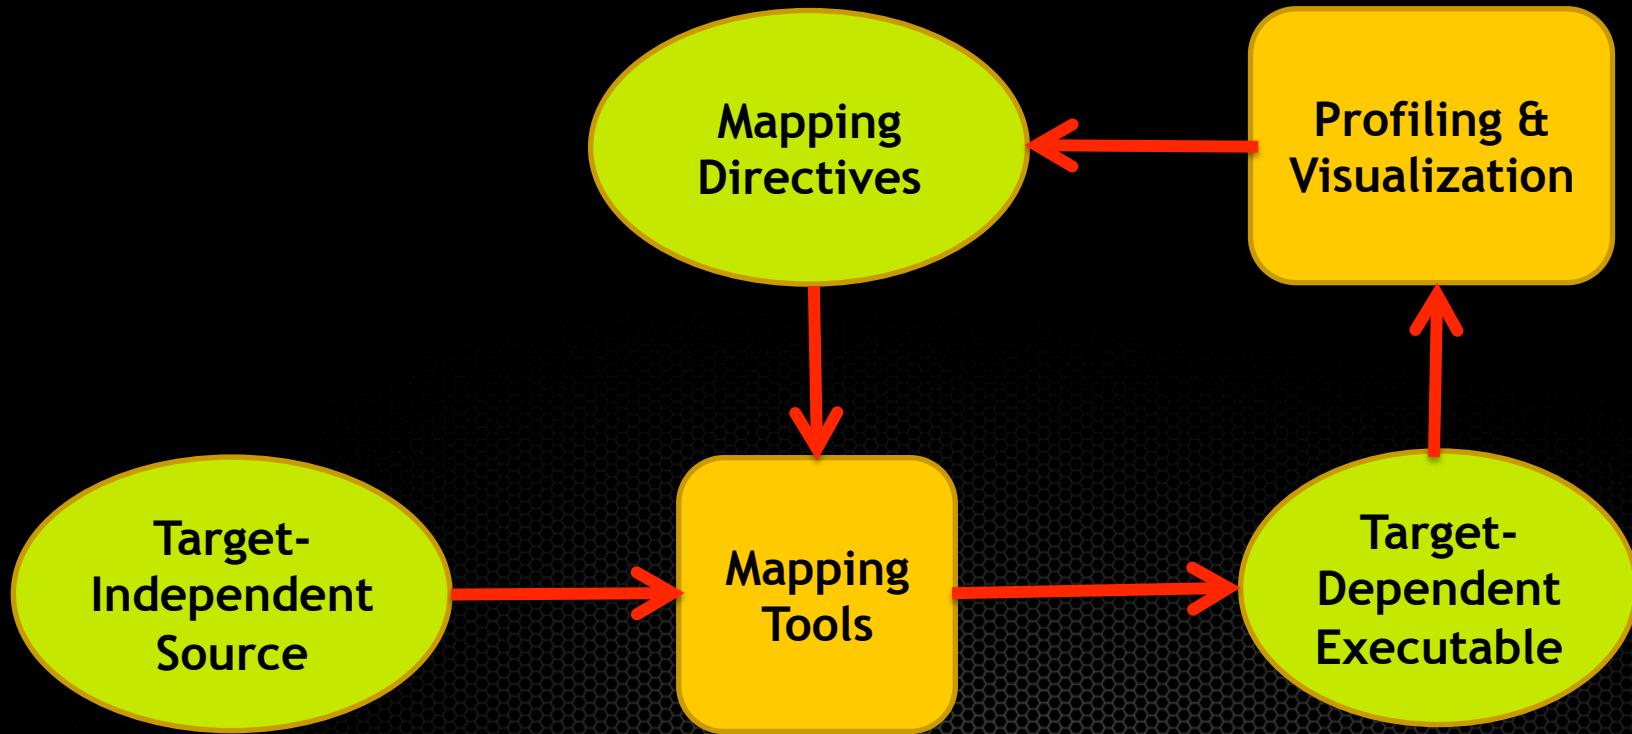 Mapping
Directives
Profiling &
Visualization
Target-
Independent
Source
Mapping
Tools
Target-
Dependent
Executable